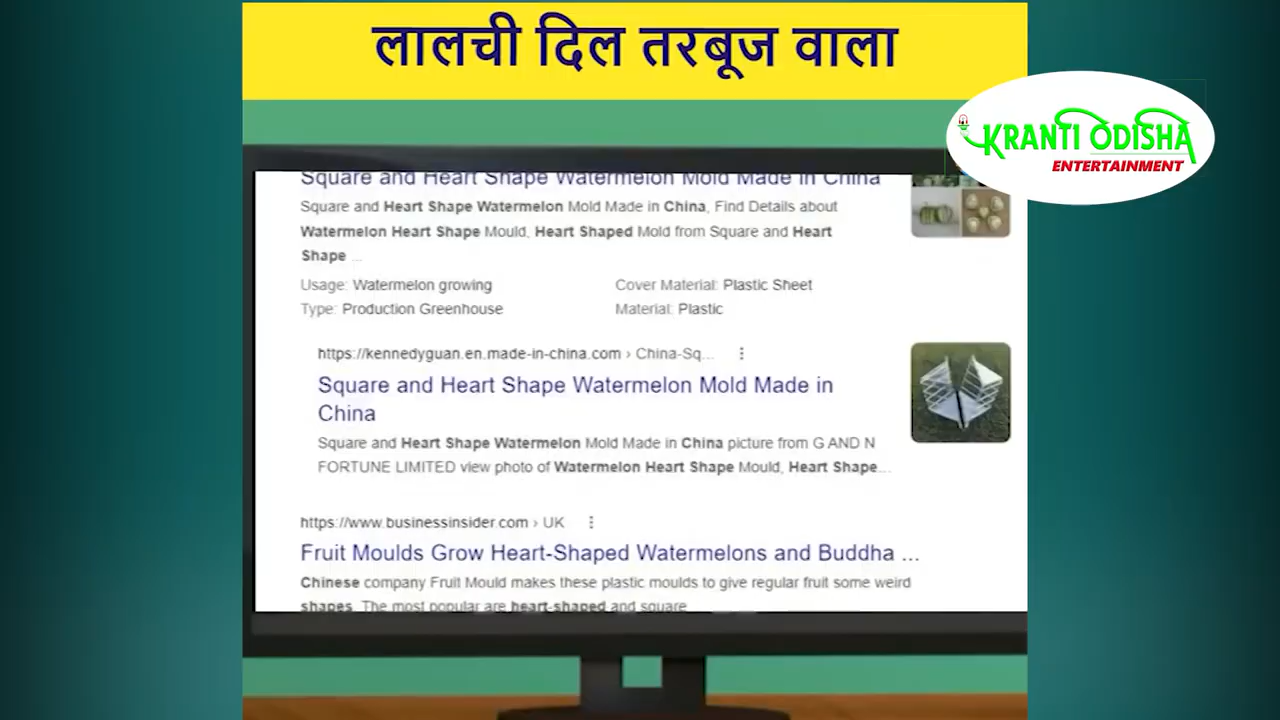 लालची दिल तरबूज वाला
KRANTI ODISHA
ENTERTAINMENT
Square and Heart Shape Watermelon Mold Made in China
Square and Heart Shape Watermelon Mold Made in China, Find Details about
Watermelon Heart Shape Mould, Heart Shaped Mold from Square and Heart
Shape ...
Usage: Watermelon growing Cover Material: Plastic Sheet
Type: Production Greenhouse Material: Plastic
https://kennedyguan.en.made-in-china.com › China-Sq...
Square and Heart Shape Watermelon Mold Made in
China
Square and Heart Shape Watermelon Mold Made in China picture from G AND N
FORTUNE LIMITED view photo of Watermelon Heart Shape Mould, Heart Shape...
https://www.businessinsider.com › UK
Fruit Moulds Grow Heart-Shaped Watermelons and Buddha ...
Chinese company Fruit Mould makes these plastic moulds to give regular fruit some weird
shapes. The most popular are heart-shaped and square